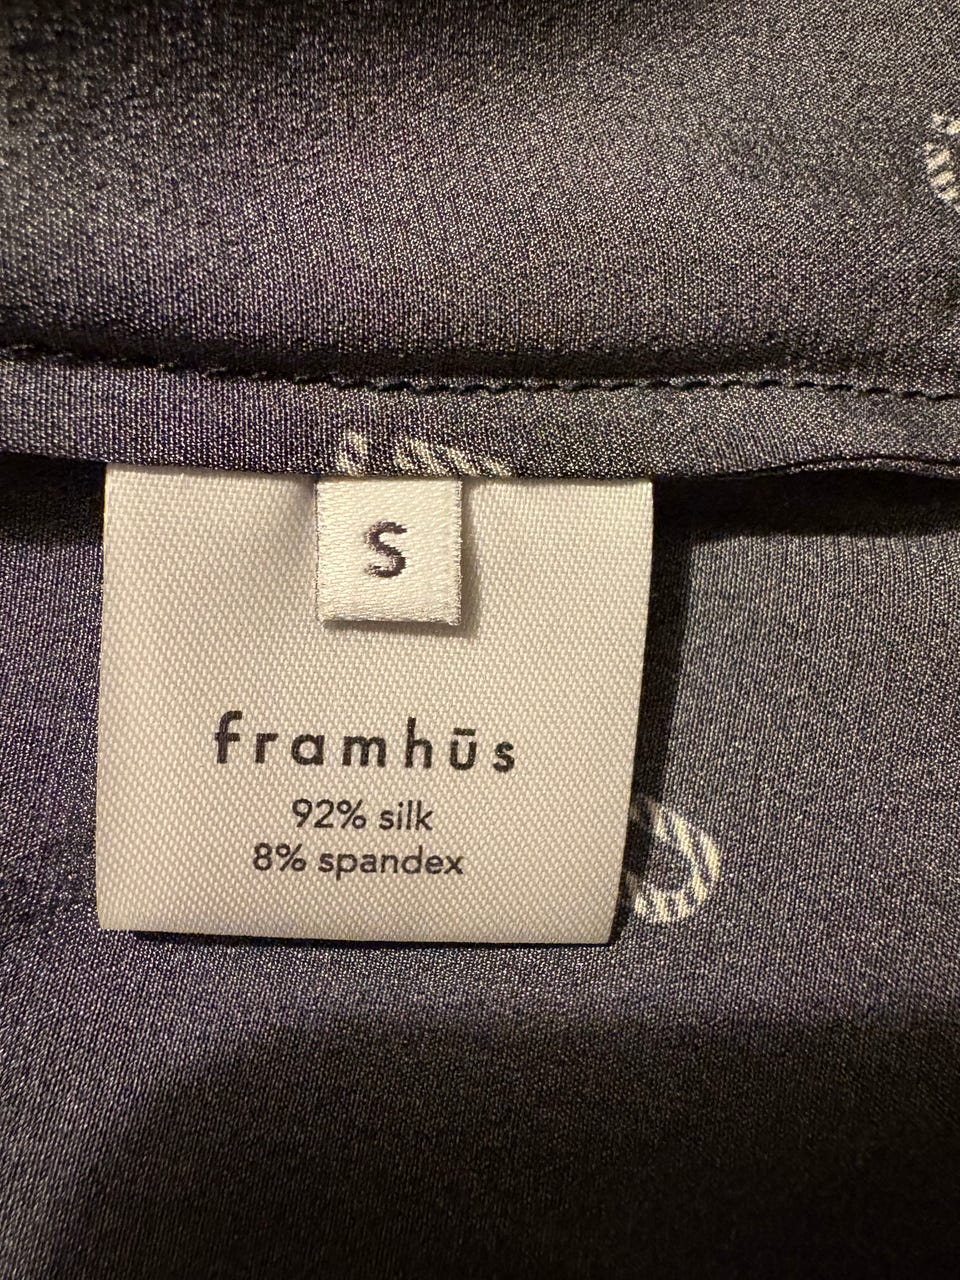 S
framhūs
92% silk
8% spandex